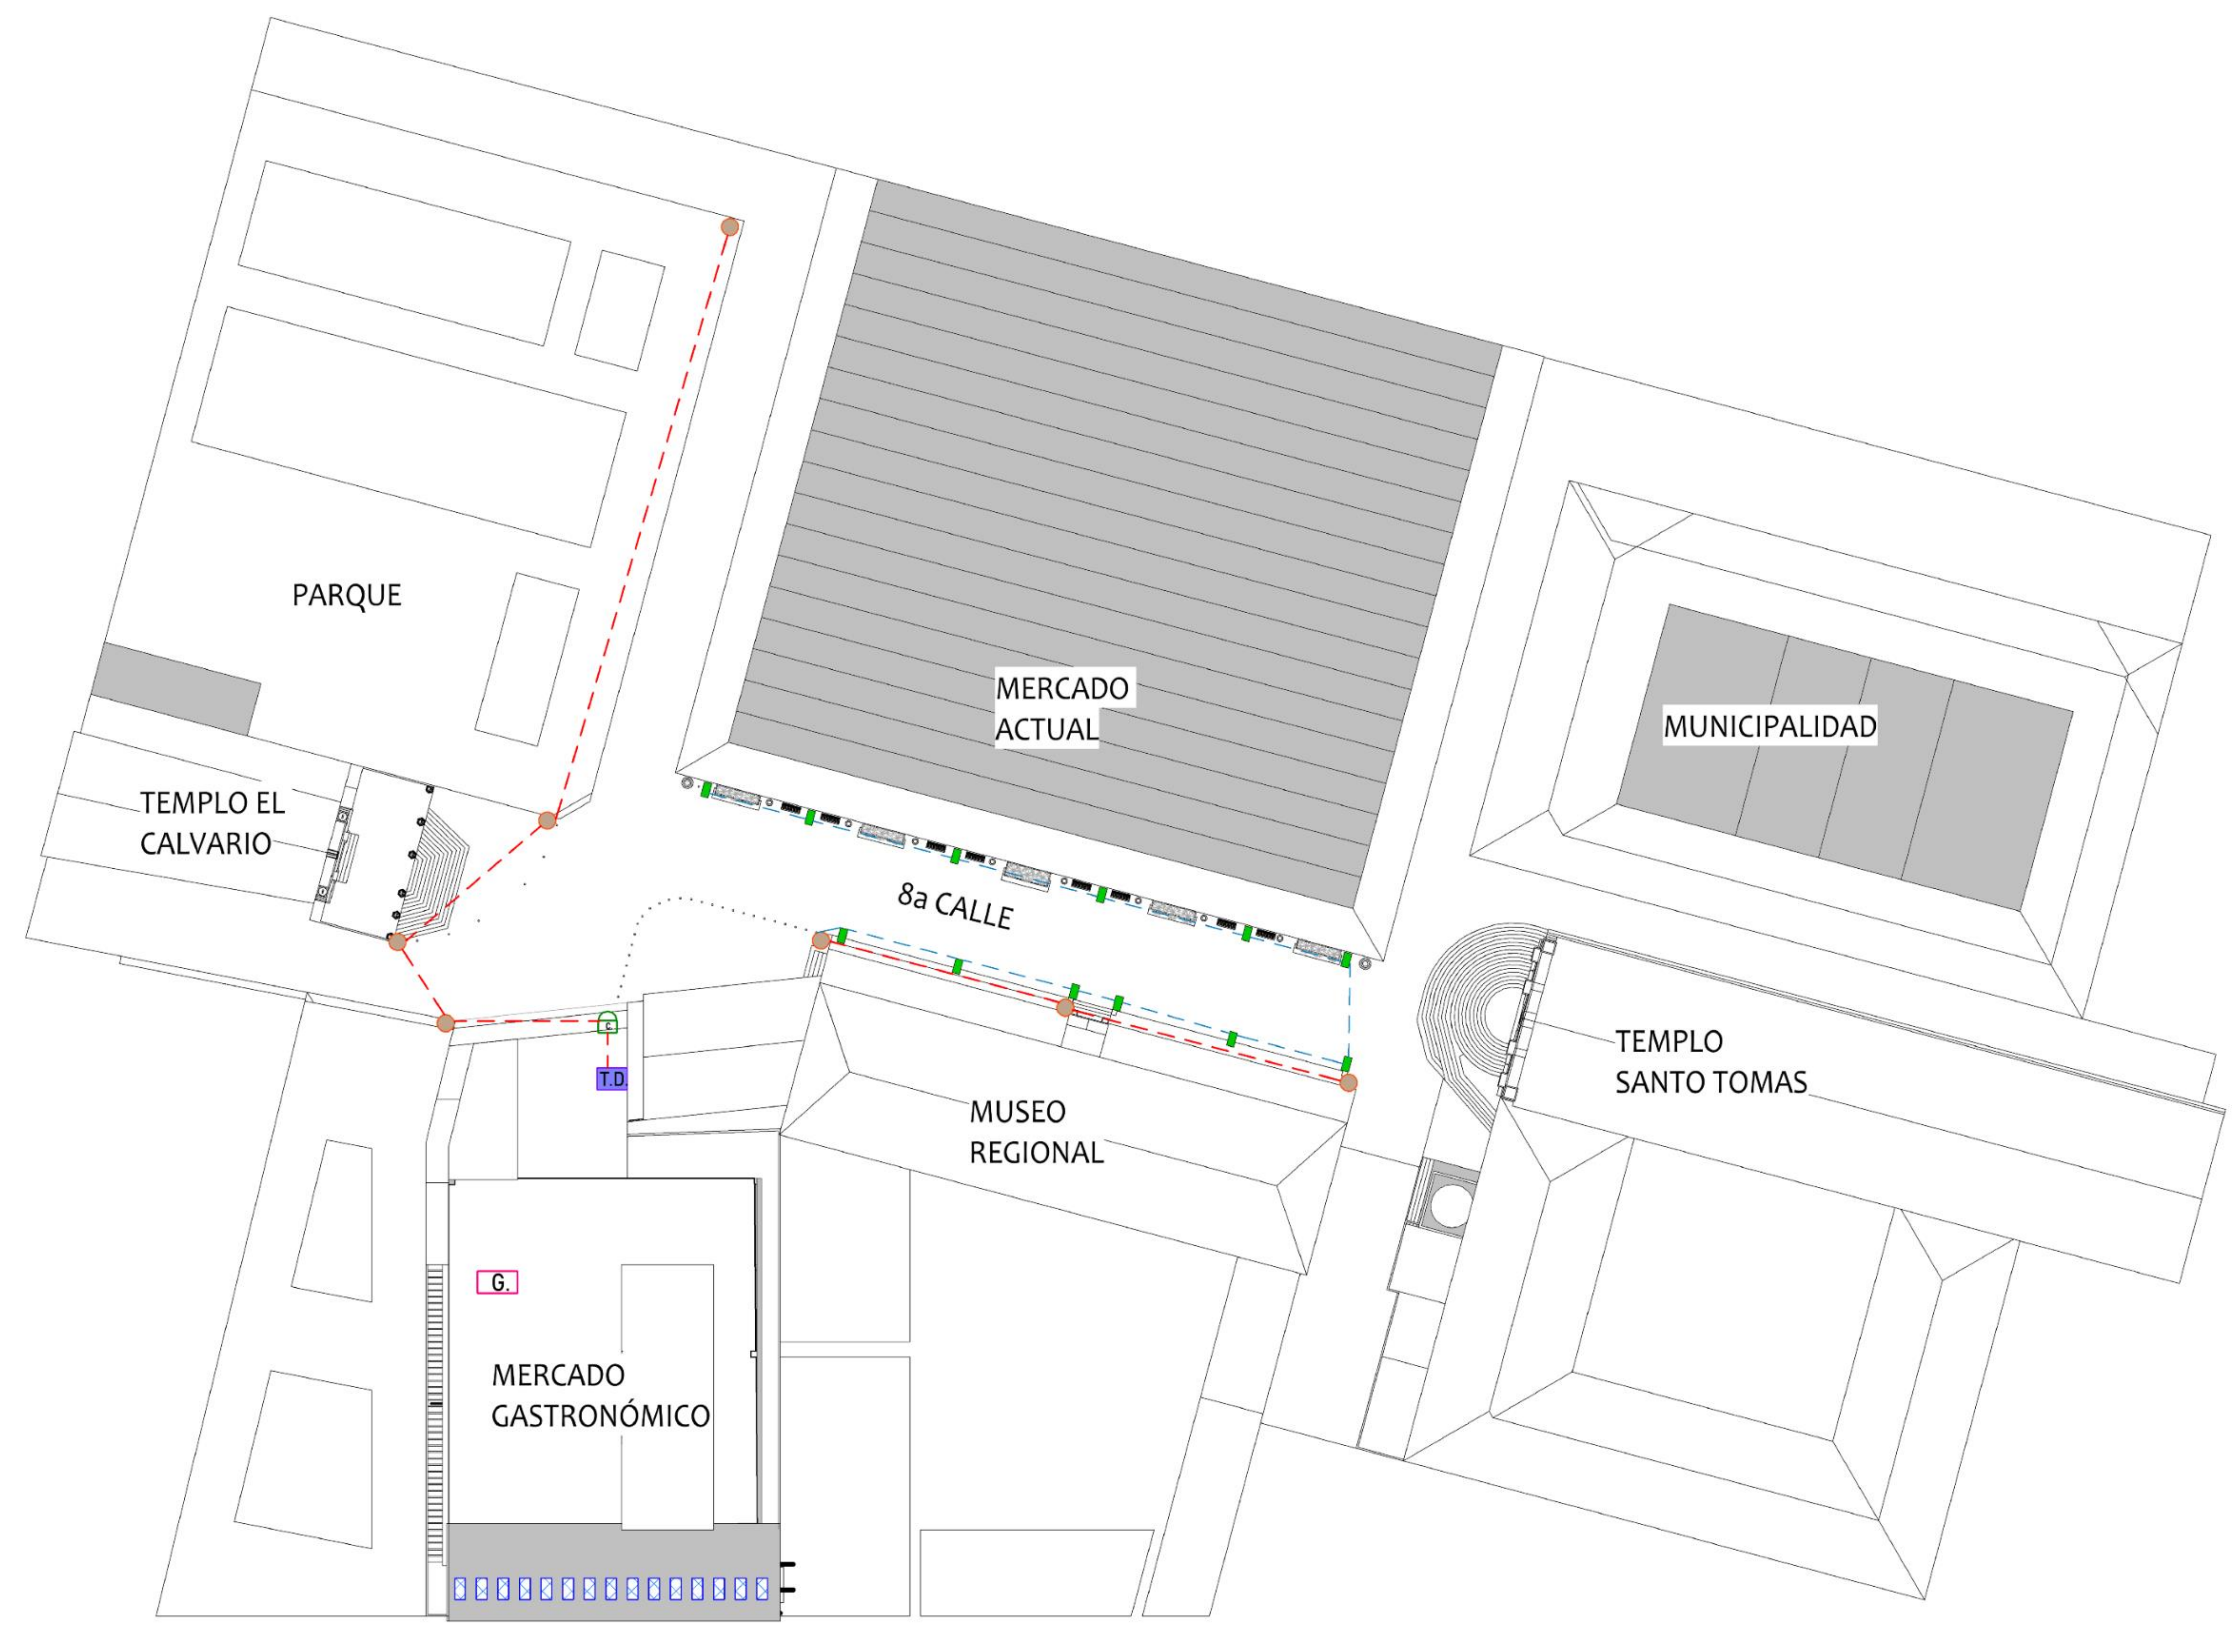 PARQUE
MERCADO
ACTUAL
MUNICIPALIDAD
TEMPLO EL
CALVARIO
8a CALLE
C.
T.D.
TEMPLO
SANTO TOMAS
MUSEO
REGIONAL
G.
MERCADO
GASTRONÓMICO